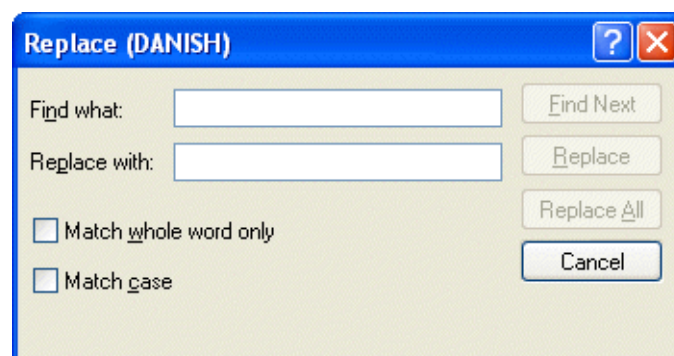 Replace (DANISH)
Find what:
Find Next
Replace with:
Replace
Replace All
Match whole word only
Cancel
Match case